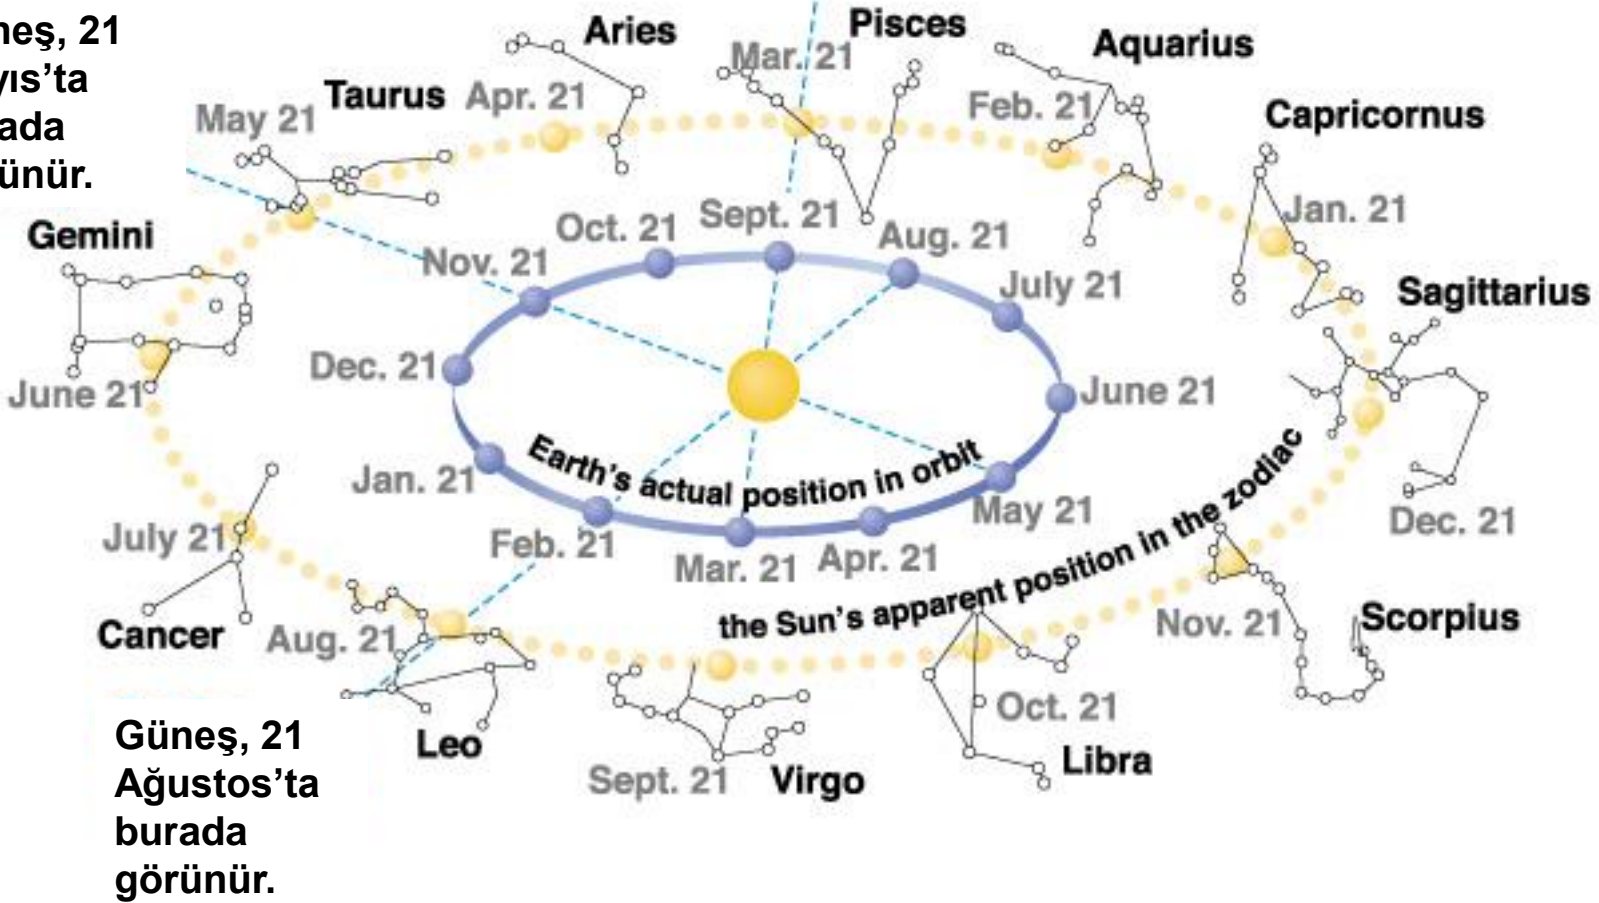 neş, 21
yıs’ta
ada
ünür.
Aries
Pisces
Aquarius
Mar. 21
Taurus
Apr. 21
Feb. 21
Capricornus
May 21
Jan. 21
Gemini
Oct. 21
Sept. 21
Aug. 21
Nov. 21
July 21
Sagittarius
Dec. 21
June 21
June 21
Earth’s actual position in orbit
Jan. 21
May 21
Dec. 21
July 21
Feb. 21
Mar. 21
Apr. 21
the Sun’s apparent position in the zodiac
Cancer
Aug. 21
Nov. 21
Scorpius
Leo
Oct. 21
Sept. 21
Virgo
Libra
Güneş, 21
Ağustos’ta
burada
görünür.